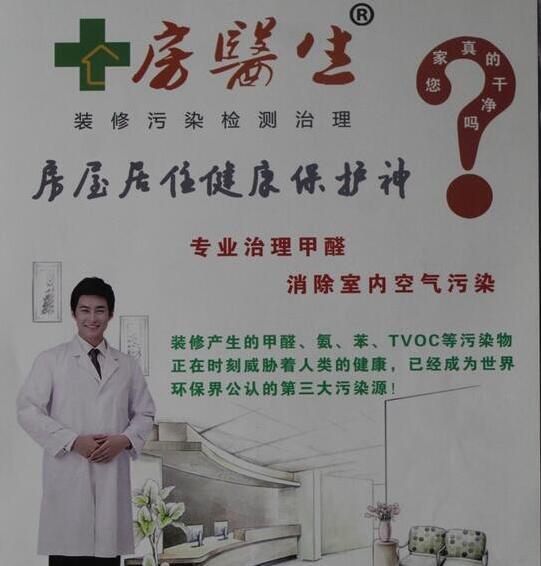 房醫生®
装修污染检测治理
您家真的干净吗
房屋居住健康保护神
专业治理甲醛
消除室内空气污染
装修产生的甲醛、氨、苯、TVOC等污染物
正在时刻威胁着人类的健康，已经成为世界
环保界公认的第三大污染源！